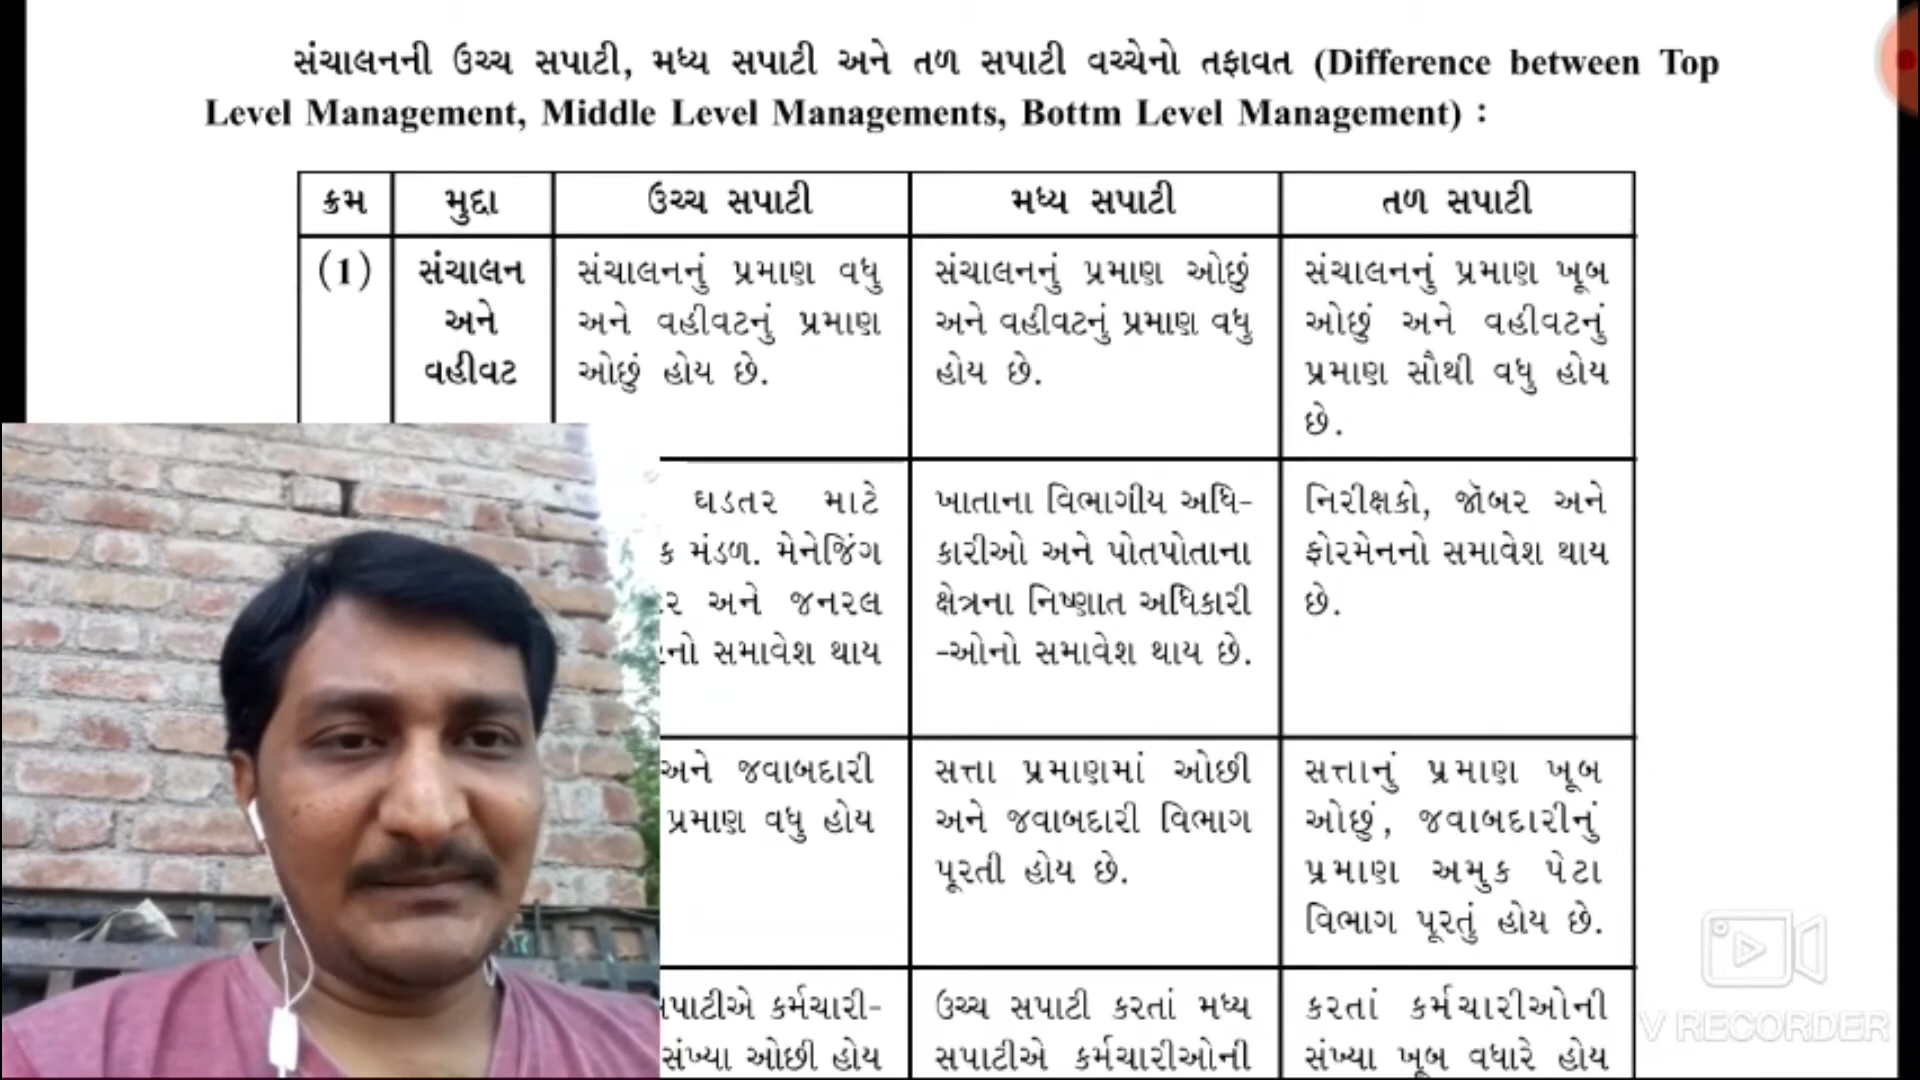 સંચાલનની ઉચ્ચ સપાટી, મધ્ય સપાટી અને તળ સપાટી વચ્ચેનો તફાવત (Difference between Top
Level Management, Middle Level Managements, Bottm Level Management) :
ક્રમ મુદ્દા ઉચ્ચ સપાટી મધ્ય સપાટી તળ સપાટી
(1)
સંચાલન
અને
વહીવટ
સંચાલનનું પ્રમાણ વધુ
અને વહીવટનું પ્રમાણ
ઓછું હોય છે.
સંચાલનનું પ્રમાણ ઓછું
અને વહીવટનું પ્રમાણ વધુ
હોય છે.
સંચાલનનું પ્રમાણ ખૂબ
ઓછું અને વહીવટનું
પ્રમાણ સૌથી વધુ હોય
છે.
ઘડતર માટે
મંડળ. મેનેજિંગ
અને જનરલ
સમાવેશ થાય
ખાતાના વિભાગીય અધિ-
કારીઓ અને પોતપોતાના
ક્ષેત્રના નિષ્ણાત અધિકારી
-ઓનો સમાવેશ થાય છે.
નિરીક્ષકો, જૉબર અને
ફોરમેનનો સમાવેશ થાય
છે.
અને જવાબદારી
પ્રમાણ વધુ હોય
સત્તા પ્રમાણમાં ઓછી
અને જવાબદારી વિભાગ
પૂરતી હોય છે.
સત્તાનું પ્રમાણ ખૂબ
ઓછું, જવાબદારીનું
પ્રમાણ અમુક પેટા
વિભાગ પૂરતું હોય છે.
કર્મચારી-
સંખ્યા ઓછી હોય
ઉચ્ચ સપાટી કરતાં મધ્ય
સપાટીએ કર્મચારીઓની
કરતાં કર્મચારીઓની
સંખ્યા ખૂબ વધારે હોય
V RECORDER